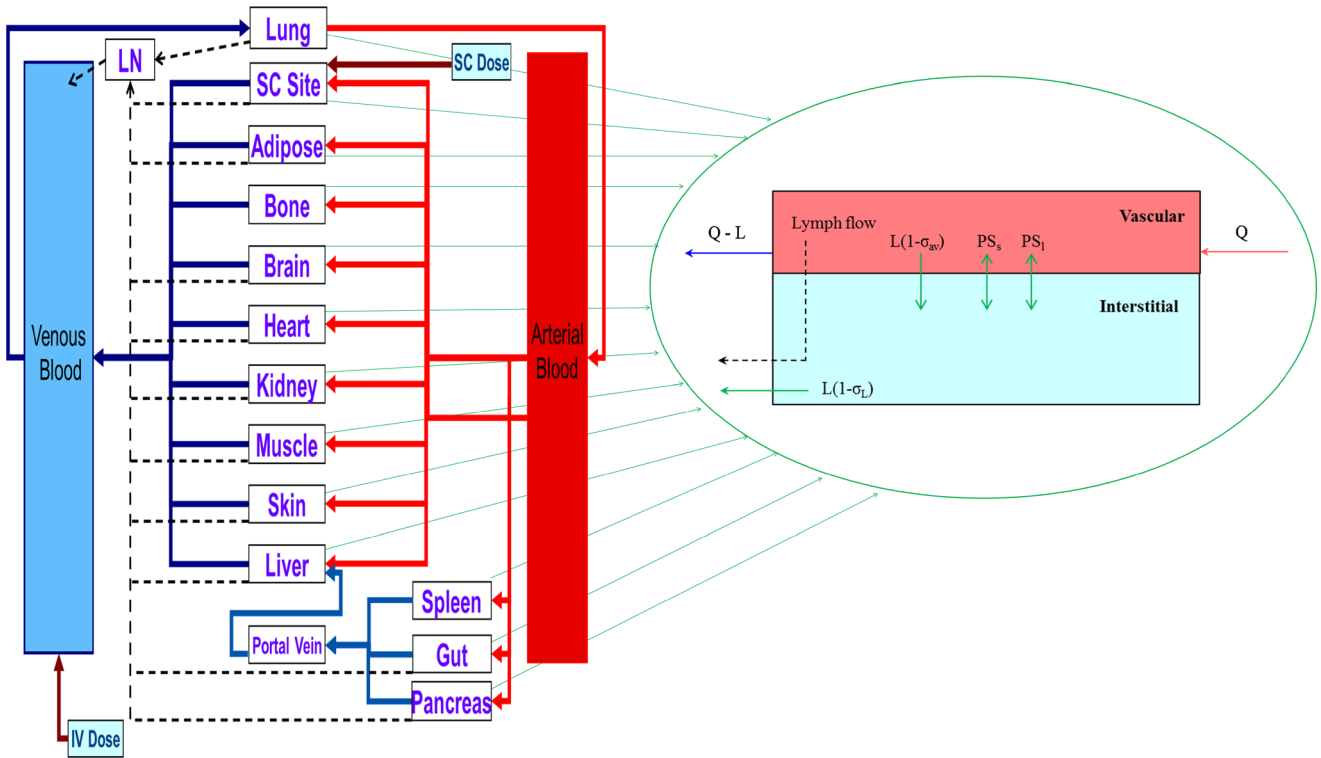 Lung
LN
SC Dose
SC Site
Adipose
Bone
Brain
Heart
Kidney
Muscle
Skin
Liver
Spleen
Portal Vein
Gut
Pancreas
Venous
Blood
Arterial
Blood
IV Dose
Vascular
Lymph flow
L(1-σav)
PSs
PSl
Q - L
Q
Interstitial
L(1-σL)